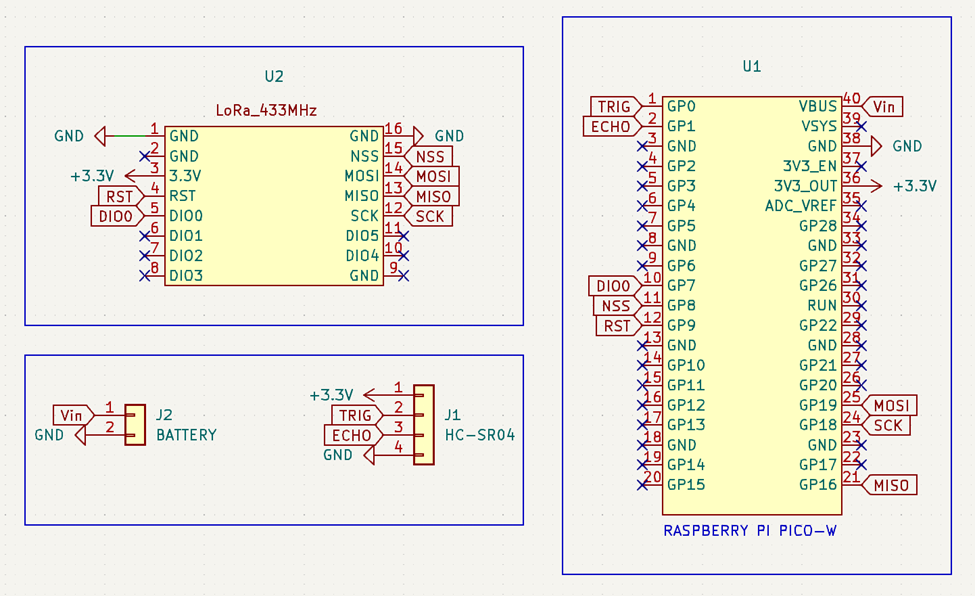 U2
LoRa_433MHz
GND 1 GND GND 16 GND
2 GND NSS 15 NSS
+3.3V 3 3.3V MOSI 14 MOSI
RST 4 RST MISO 13 MISO
DIO0 5 DIO0 SCK 12 SCK
6 DIO1 DIO5 11
7 DIO2 DIO4 10
8 DIO3 GND 9
Vin 1 J2
GND 2 BATTERY
+3.3V 1
TRIG 2 J1
ECHO 3 HC-SR04
GND 4
U1
TRIG 1 GP0 VBUS 40 Vin
ECHO 2 GP1 VSYS 39
3 GND GND 38 GND
4 GP2 3V3_EN 37
5 GP3 3V3_OUT 36 +3.3V
6 GP4 ADC_VREF 35
7 GP5 GP28 34
8 GND GND 33
9 GP6 GP27 32
DIO0 10 GP7 GP26 31
NSS 11 GP8 RUN 30
RST 12 GP9 GP22 29
13 GND GND 28
14 GP10 GP21 27
15 GP11 GP20 26
16 GP12 GP19 25 MOSI
17 GP13 GP18 24 SCK
18 GND GND 23
19 GP14 GP17 22
20 GP15 GP16 21 MISO
RASPBERRY PI PICO-W